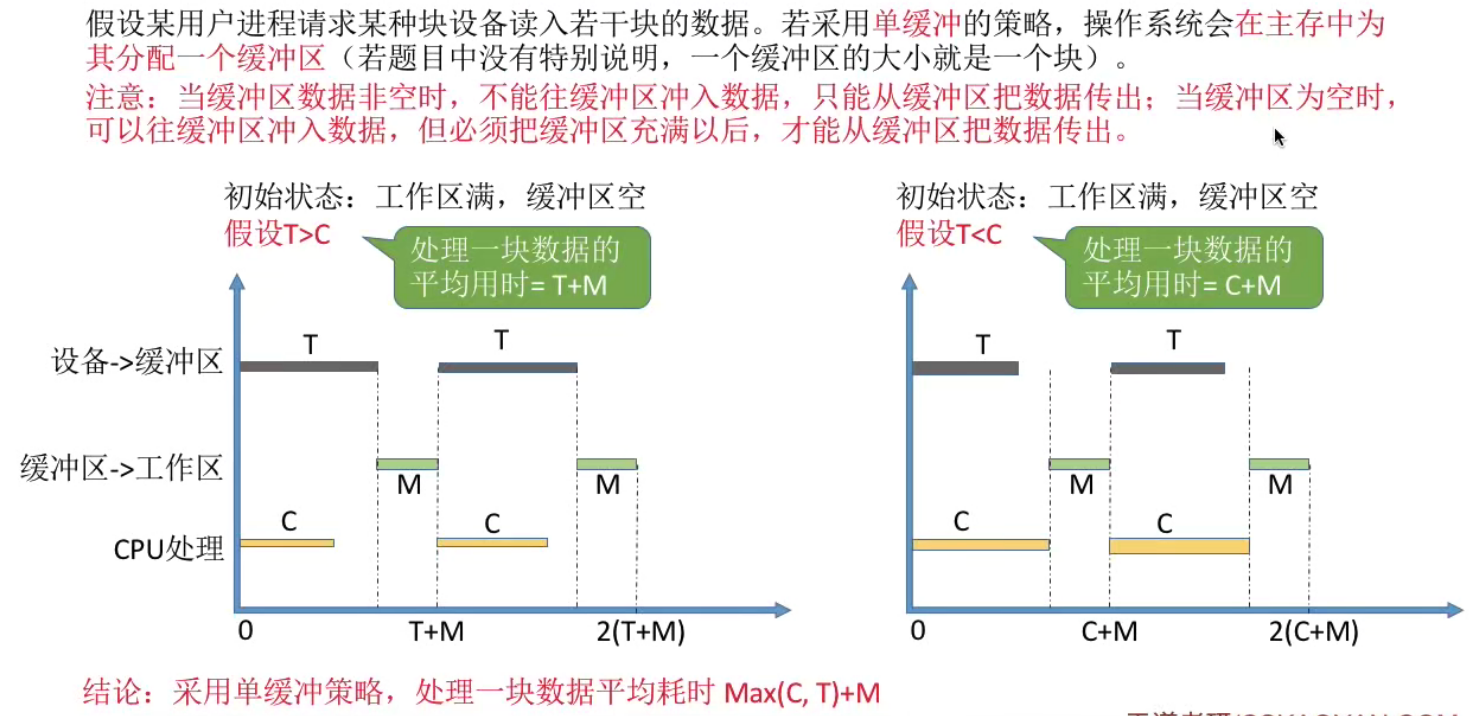 假设某用户进程请求某种块设备读入若干块的数据。若采用单缓冲的策略，操作系统会在主存中为
其分配一个缓冲区（若题目中没有特别说明，一个缓冲区的大小就是一个块）。
注意：当缓冲区数据非空时，不能往缓冲区冲入数据，只能从缓冲区把数据传出；当缓冲区为空时，
可以往缓冲区冲入数据，但必须把缓冲区充满以后，才能从缓冲区把数据传出。
初始状态：工作区满，缓冲区空
假设T>C
处理一块数据的
平均用时= T+M
T
T
设备->缓冲区
缓冲区->工作区
M
M
C
C
CPU处理
0
T+M
2(T+M)
初始状态：工作区满，缓冲区空
假设T<C
处理一块数据的
平均用时= C+M
T
T
M
M
C
C
0
C+M
2(C+M)
结论：采用单缓冲策略，处理一块数据平均耗时 Max(C, T)+M